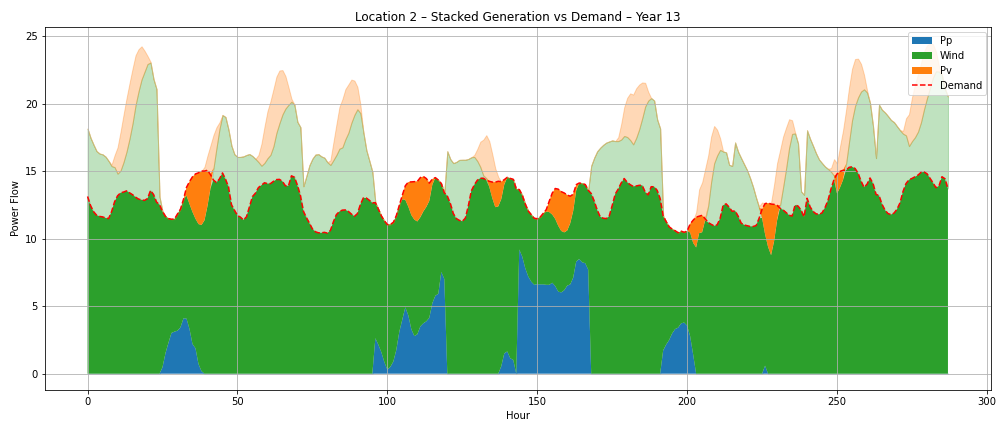 Location 2 – Stacked Generation vs Demand – Year 13
25
20
15
10
5
0
Power Flow
Pp
Wind
Pv
Demand
0 50 100 150 200 250 300
Hour